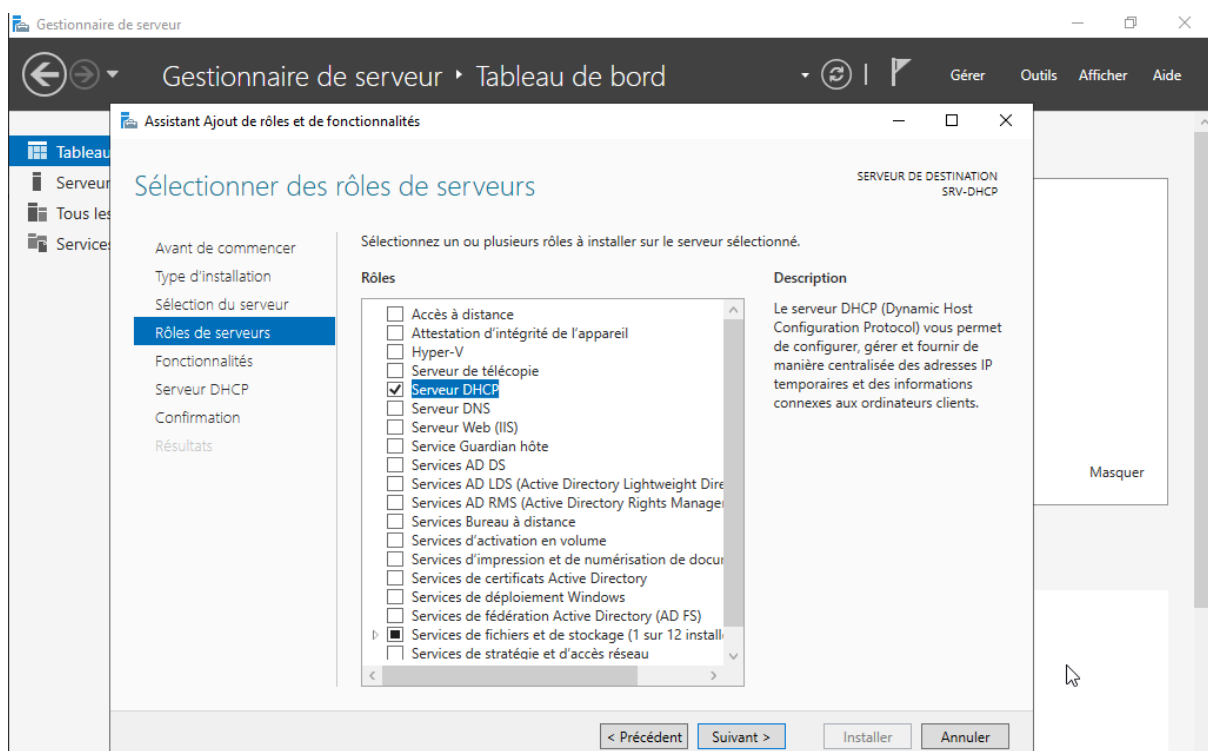 Gestionnaire de serveur
Gestionnaire de serveur ‣ Tableau de bord
Gérer
Outils
Afficher
Aide
Assistant Ajout de rôles et de fonctionnalités
Tableau
Serveur
Tous les
Services
Sélectionner des rôles de serveurs
SERVEUR DE DESTINATION
SRV-DHCP
Avant de commencer
Type d'installation
Sélection du serveur
Rôles de serveurs
Fonctionnalités
Serveur DHCP
Confirmation
Résultats
Sélectionnez un ou plusieurs rôles à installer sur le serveur sélectionné.
Rôles
Accès à distance
Attestation d'intégrité de l'appareil
Hyper-V
Serveur de télécopie
Serveur DHCP
Serveur DNS
Serveur Web (IIS)
Service Guardian hôte
Services AD DS
Services AD LDS (Active Directory Lightweight Dire
Services AD RMS (Active Directory Rights Manage
Services Bureau à distance
Services d'activation en volume
Services d'impression et de numérisation de docu
Services de certificats Active Directory
Services de déploiement Windows
Services de fédération Active Directory (AD FS)
Services de fichiers et de stockage (1 sur 12 install
Services de stratégie et d'accès réseau
Description
Le serveur DHCP (Dynamic Host
Configuration Protocol) vous permet
de configurer, gérer et fournir de
manière centralisée des adresses IP
temporaires et des informations
connexes aux ordinateurs clients.
Masquer
< Précédent
Suivant >
Installer
Annuler